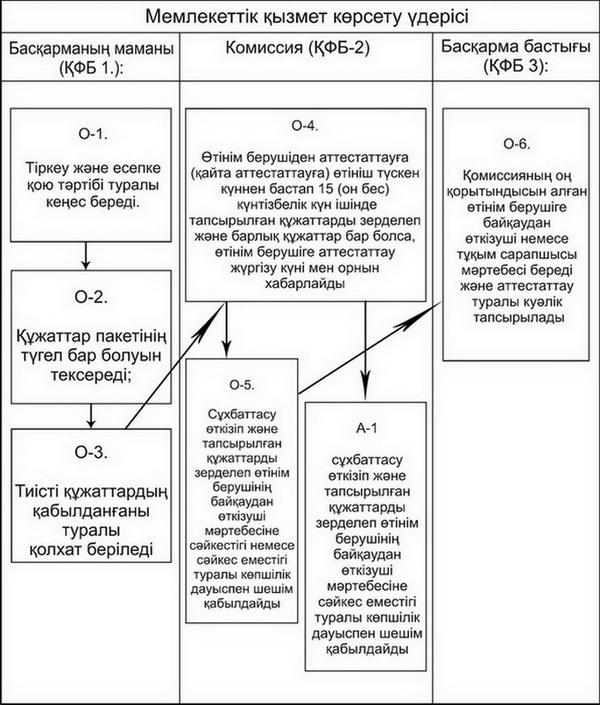 Мемлекеттік қызмет көрсету үдерісі
Басқарманың маманы
(ҚФБ 1.):
Комиссия (ҚФБ-2)
Басқарма бастығы
(ҚФБ 3):
О-1.
Тіркеу және есепке
қою тәртібі туралы
кеңес береді.
О-2.
Құжаттар пакетінің
түгел бар болуын
тексереді;
О-3.
Тиісті құжаттардың
қабылданғаны
туралы
қолхат беріледі
О-4.
Өтінім берушіден аттестаттауға
(қайта аттестаттауға) өтініш түскен
күннен бастап 15 (он бес)
күнтізбелік күн ішінде
тапсырылған құжаттарды зерделеп
және барлық құжаттар бар болса,
өтінім берушіге аттестаттау
жүргізу күні мен орнын
хабарлайды
О-5.
Сұхбаттасу
өткізіп және
тапсырылған
құжаттарды
зерделеп өтінім
берушінің
байқаудан
өткізуші
мәртебесіне
сәйкестігі немесе
сәйкес еместігі
туралы көпшілік
дауыспен шешім
қабылдайды
А-1
сұхбаттасу
өткізіп және
тапсырылған
құжаттарды
зерделеп өтінім
берушінің
байқаудан
өткізуші
мәртебесіне
сәйкес еместігі
туралы көпшілік
дауыспен шешім
қабылдайды
О-6.
Қомиссияның оң
қорытындысын алған
өтінім берушіге
байқаудан
өткізуші немесе
тұқым сарапшысы
мәртебесі береді
және аттестаттау
туралы куәлік
тапсырылады